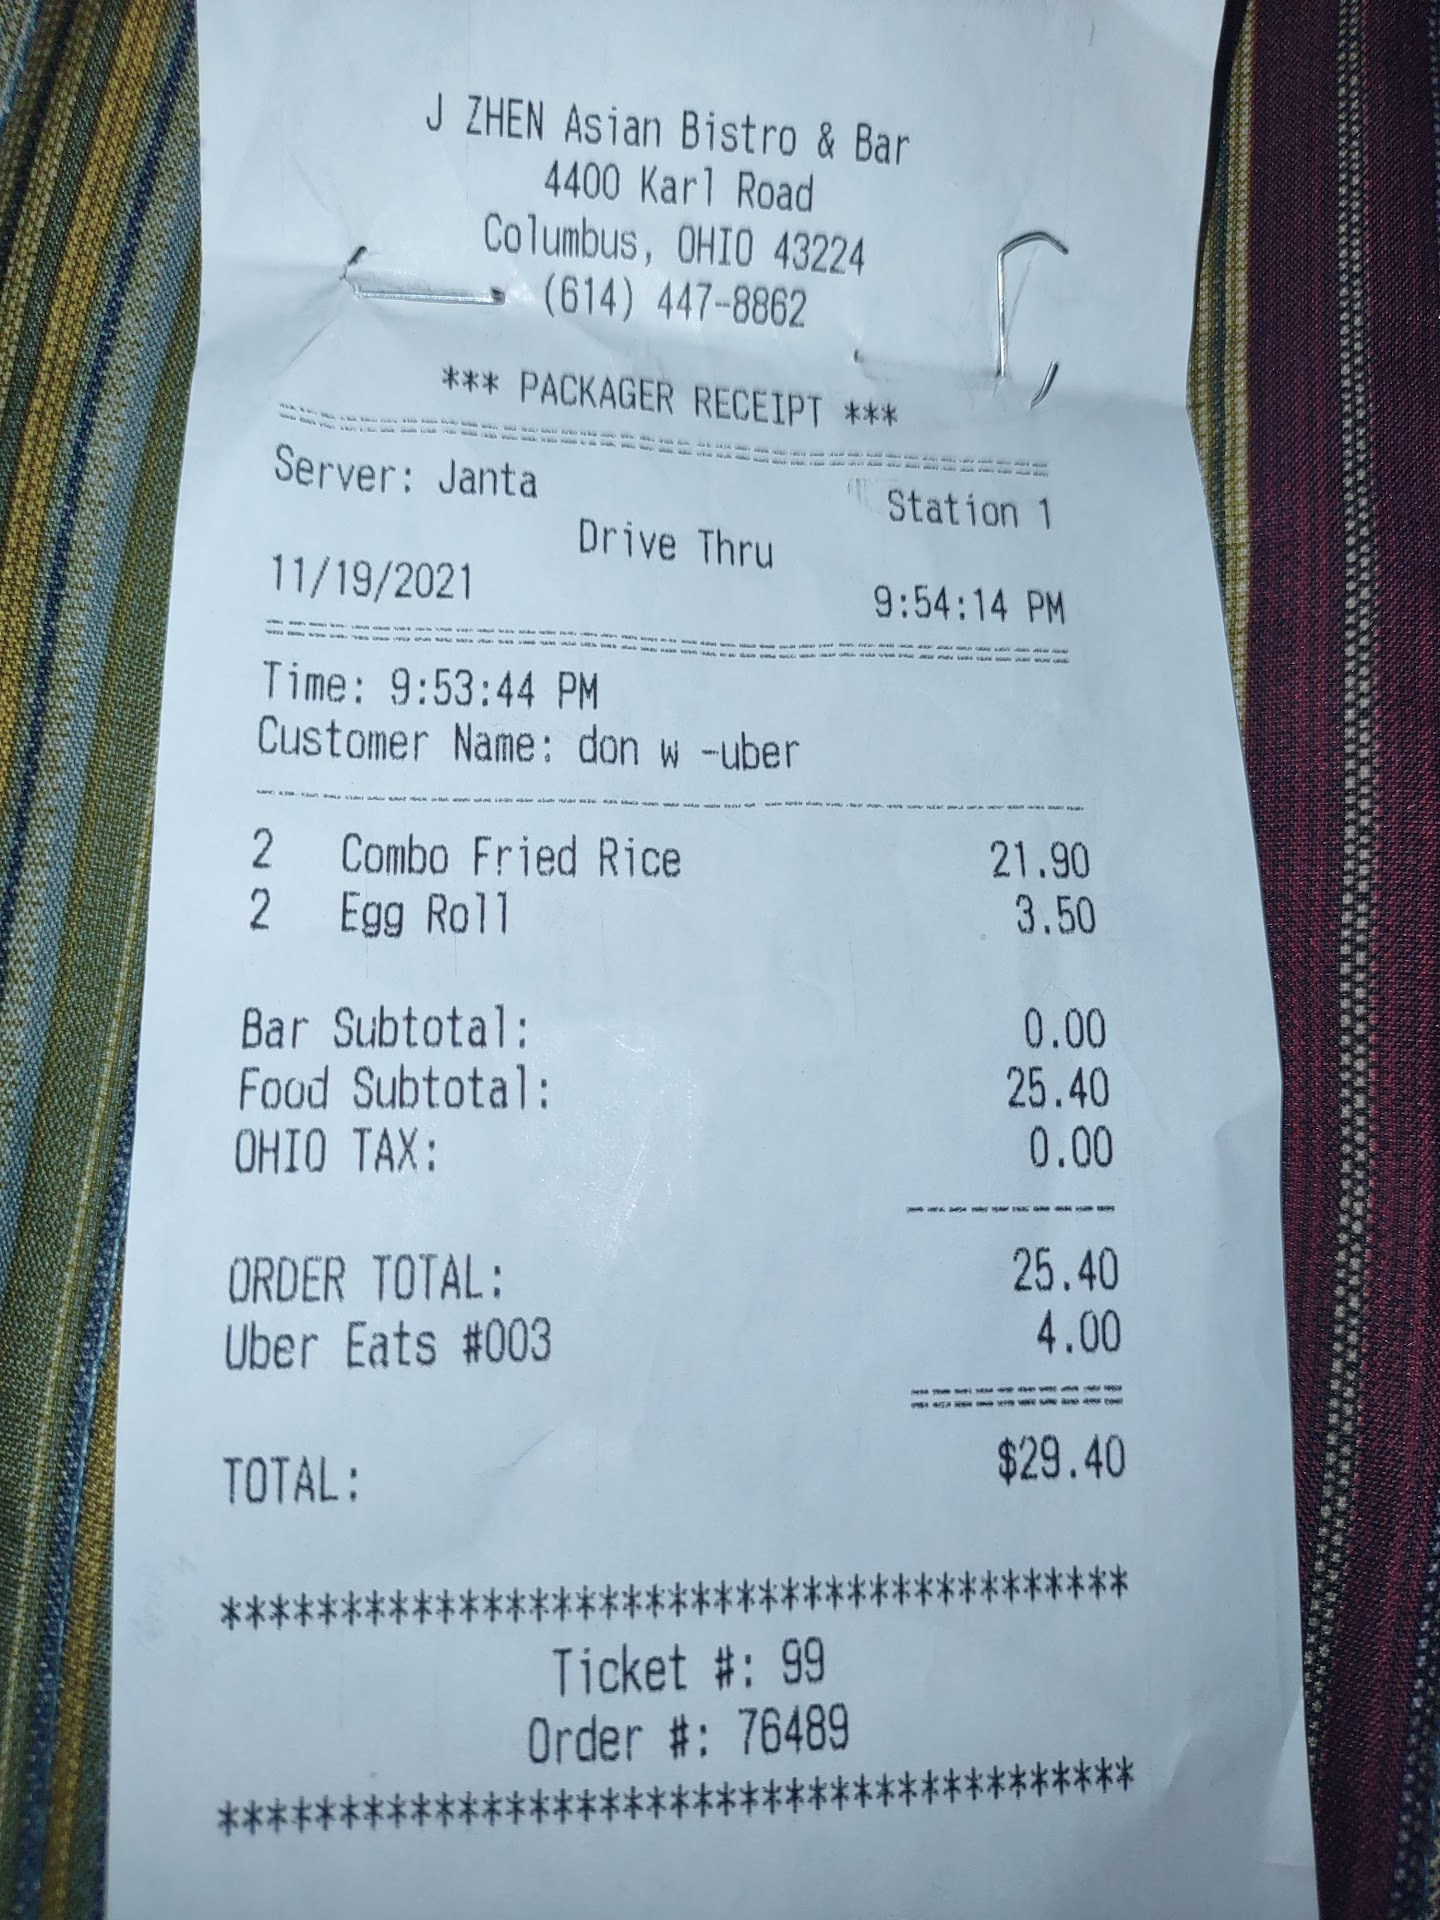 J ZHEN Asian Bistro & Bar
4400 Karl Road
Columbus, OHIO 43224
(614) 447-8862
*** PACKAGER RECEIPT ***
Server: Janta Station 1
Drive Thru
11/19/2021 9:54:14 PM
Time: 9:53:44 PM
Customer Name: don w -uber
2 Combo Fried Rice 21.90
2 Egg Roll 3.50
Bar Subtotal: 0.00
Food Subtotal: 25.40
OHIO TAX: 0.00
ORDER TOTAL: 25.40
Uber Eats #003 4.00
TOTAL: $29.40
***************************************
Ticket #: 99
Order #: 76489
***************************************